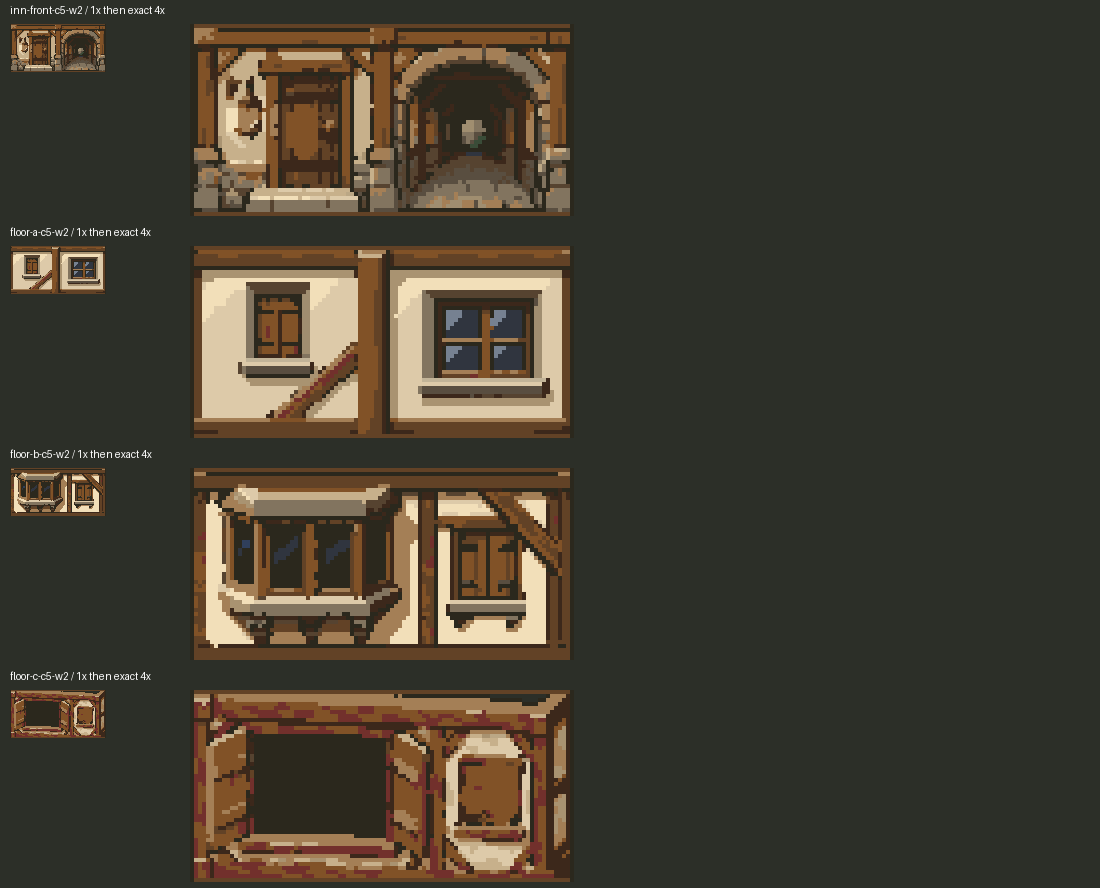 inn-front-c5-w2 / 1x then exact 4x
floor-a-c5-w2 / 1x then exact 4x
floor-b-c5-w2 / 1x then exact 4x
floor-c-c5-w2 / 1x then exact 4x